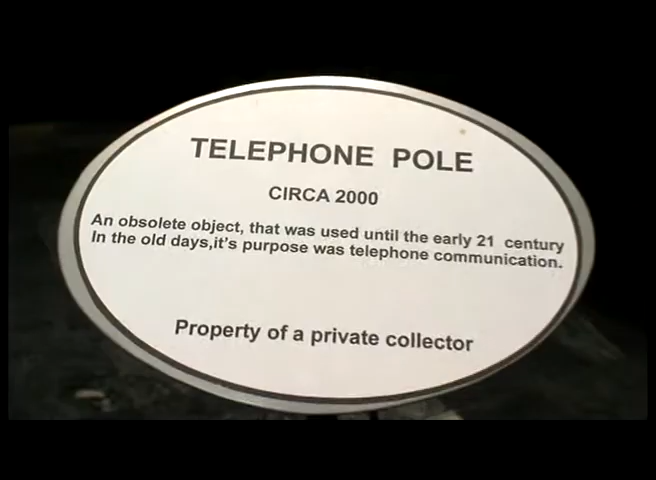 TELEPHONE POLE
CIRCA 2000
An obsolete object, that was used until the early 21 century
In the old days,it's purpose was telephone communication.
Property of a private collector